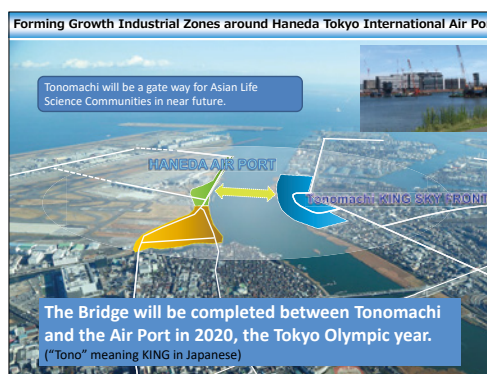 Forming Growth Industrial Zones around Haneda Tokyo International Air Po
Tonomachi will be a gate way for Asian Life
Science Communities in near future.
HANEDA AIR PORT
Tonomachi KING SKY FRONT
The Bridge will be completed between Tonomachi
and the Air Port in 2020, the Tokyo Olympic year.
("Tono" meaning KING in Japanese)